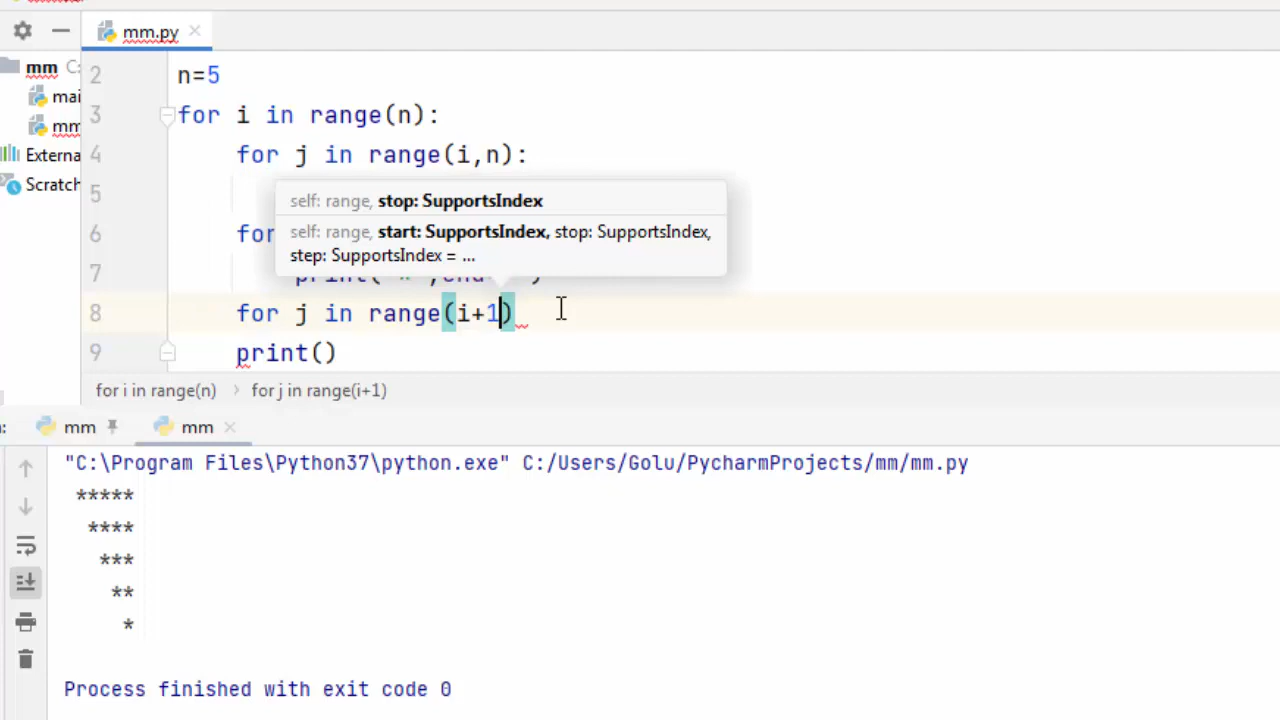 mm.py
mm C:
mai
mm
Externa
Scratch
2 n=5
3 for i in range(n):
4 for j in range(i,n):
5
self: range, stop: SupportsIndex
self: range, start: SupportsIndex, stop: SupportsIndex,
step: SupportsIndex = ...
6 for
7
8 for j in range(i+1)
9 print()
for i in range(n) › for j in range(i+1)
: mm mm
"C:\Program Files\Python37\python.exe" C:/Users/Golu/PycharmProjects/mm/mm.py
*****
****
***
**
*
Process finished with exit code 0